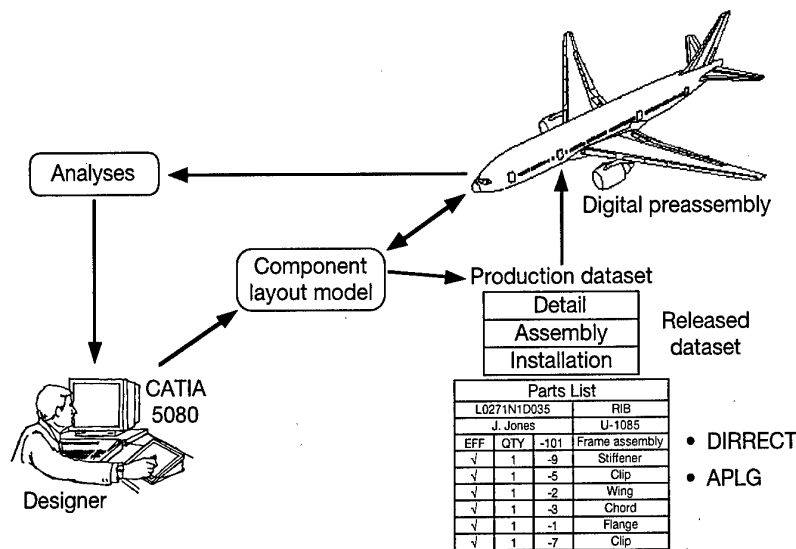 Analyses
Digital preassembly
Component
layout model
Production dataset
Detail
Assembly
Installation
Released
dataset
CATIA
5080
Designer
Parts List
L0271N1D035 RIB
J. Jones U-1085
EFF QTY -101 Frame assembly
√ 1 -9 Stiffener
√ 1 -5 Clip
√ 1 -2 Wing
√ 1 -3 Chord
√ 1 -1 Flange
√ 1 -7 Clip
• DIRRECT
• APLG